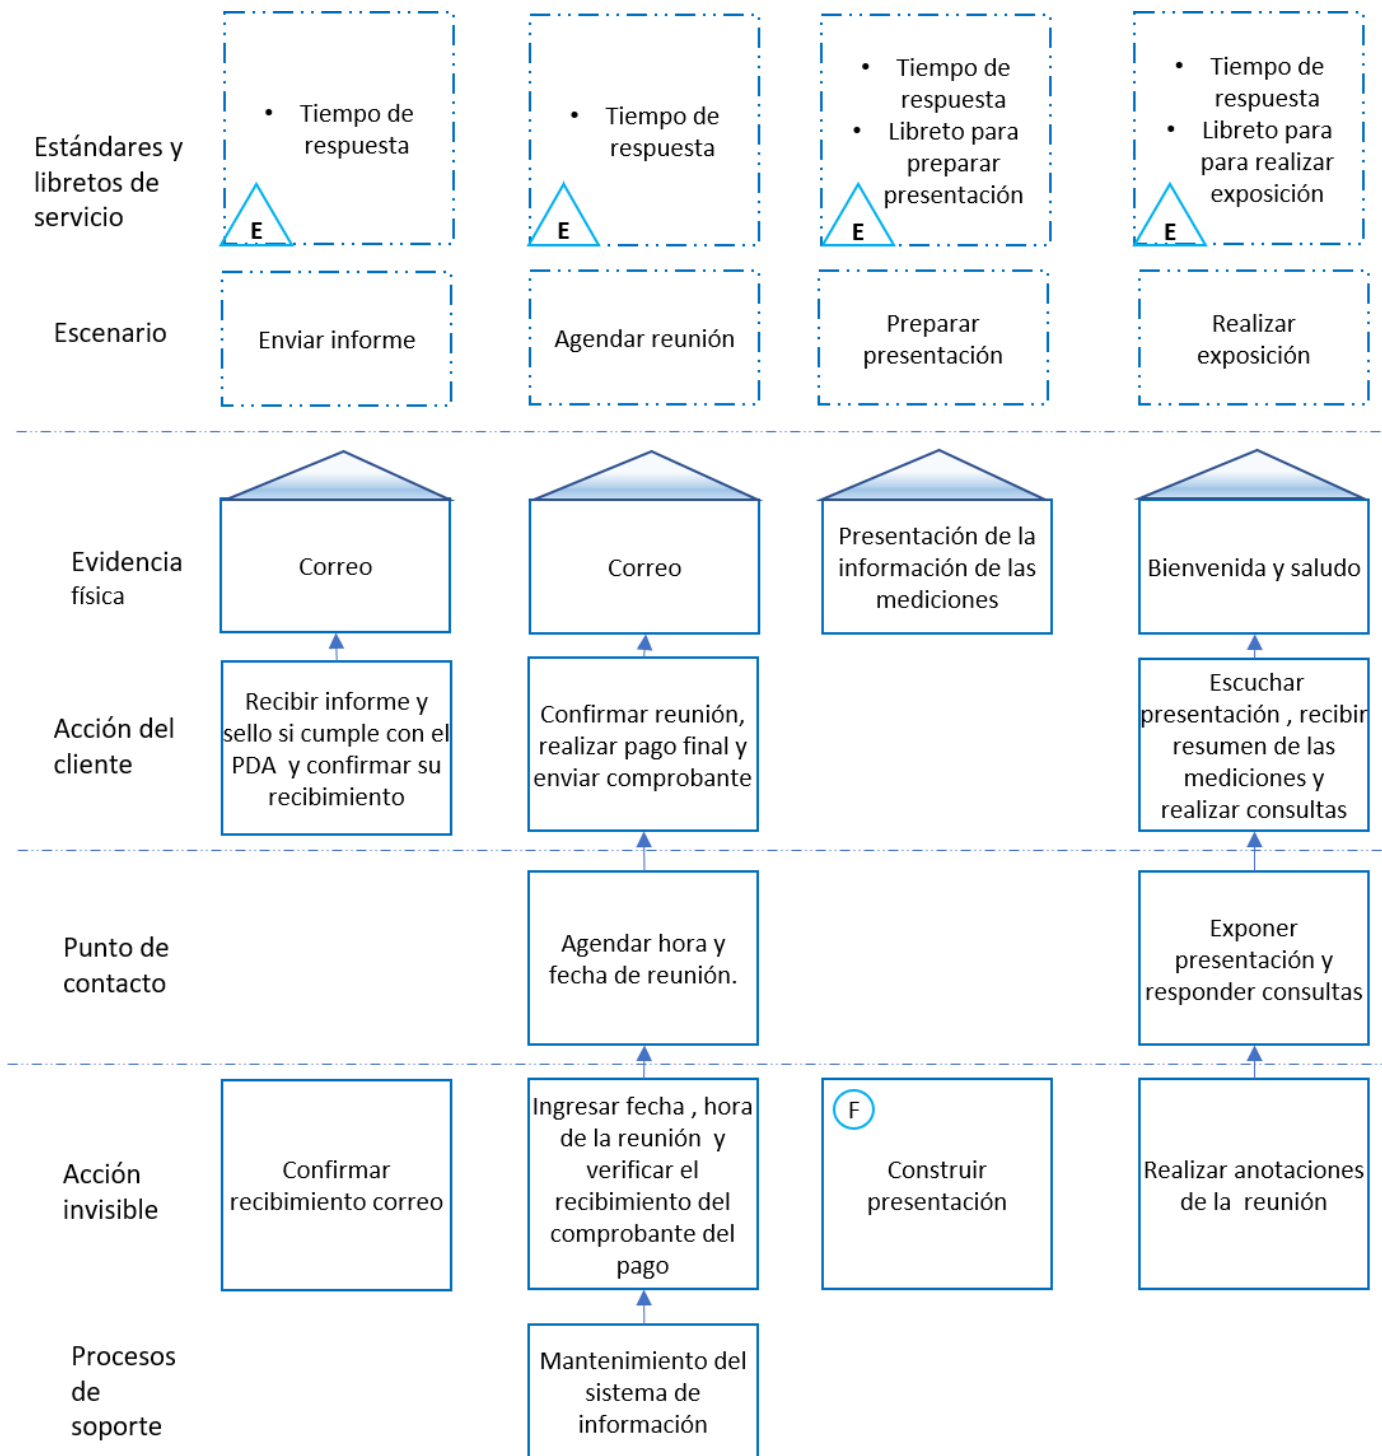 Estándares y
libretos de
servicio
• Tiempo de
respuesta
E
• Tiempo de
respuesta
E
• Tiempo de
respuesta
• Libreto para
preparar
presentación
E
• Tiempo de
respuesta
• Libreto para
para realizar
exposición
E
Escenario
Enviar informe
Agendar reunión
Preparar
presentación
Realizar
exposición
Evidencia
física
Correo
Correo
Presentación de la
información de las
mediciones
Bienvenida y saludo
Acción del
cliente
Recibir informe y
sello si cumple con el
PDA y confirmar su
recibimiento
Confirmar reunión,
realizar pago final y
enviar comprobante
Escuchar
presentación , recibir
resumen de las
mediciones y
realizar consultas
Punto de
contacto
Agendar hora y
fecha de reunión.
Exponer
presentación y
responder consultas
Acción
invisible
Confirmar
recibimiento correo
Ingresar fecha , hora
de la reunión y
verificar el
recibimiento del
comprobante del
pago
F
Construir
presentación
Realizar anotaciones
de la reunión
Procesos
de
soporte
Mantenimiento del
sistema de
información